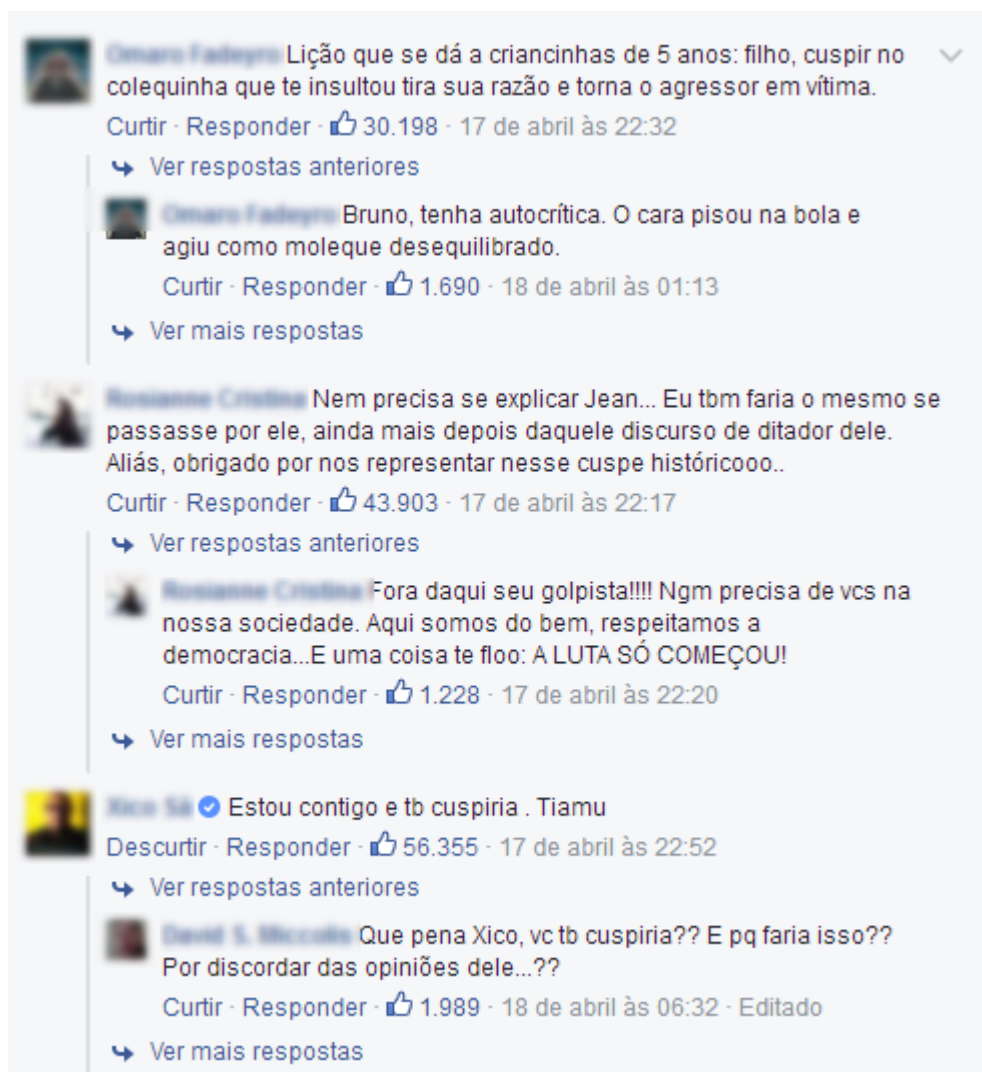 Lição que se dá a criancinhas de 5 anos: filho, cuspir no
colequinha que te insultou tira sua razão e torna o agressor em vítima.
Curtir · Responder · 30.198 · 17 de abril às 22:32
Ver respostas anteriores
Bruno, tenha autocrítica. O cara pisou na bola e
agiu como moleque desequilibrado.
Curtir · Responder · 1.690 · 18 de abril às 01:13
Ver mais respostas
Nem precisa se explicar Jean... Eu tbm faria o mesmo se
passasse por ele, ainda mais depois daquele discurso de ditador dele.
Aliás, obrigado por nos representar nesse cuspe históricooo..
Curtir · Responder · 43.903 · 17 de abril às 22:17
Ver respostas anteriores
Fora daqui seu golpista!!!! Ngm precisa de vcs na
nossa sociedade. Aqui somos do bem, respeitamos a
democracia...E uma coisa te floo: A LUTA SÓ COMEÇOU!
Curtir · Responder · 1.228 · 17 de abril às 22:20
Ver mais respostas
Estou contigo e tb cuspiria . Tiamu
Descurtir · Responder · 56.355 · 17 de abril às 22:52
Ver respostas anteriores
Que pena Xico, vc tb cuspiria?? E pq faria isso??
Por discordar das opiniões dele...??
Curtir · Responder · 1.989 · 18 de abril às 06:32 · Editado
Ver mais respostas